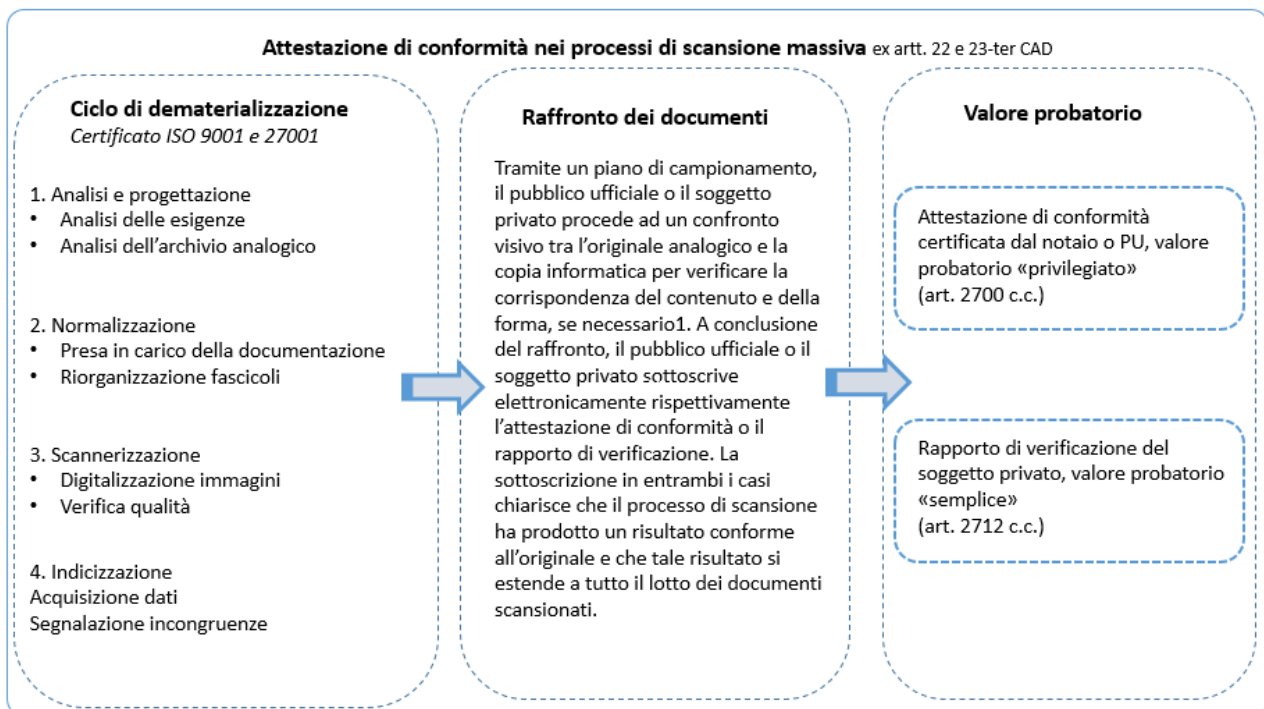 Attestazione di conformità nei processi di scansione massiva ex artt. 22 e 23-ter CAD
Ciclo di dematerializzazione
Certificato ISO 9001 e 27001
1. Analisi e progettazione
• Analisi delle esigenze
• Analisi dell’archivio analogico
2. Normalizzazione
• Presa in carico della documentazione
• Riorganizzazione fascicoli
3. Scannerizzazione
• Digitalizzazione immagini
• Verifica qualità
4. Indicizzazione
Acquisizione dati
Segnalazione incongruenze
Raffronto dei documenti
Tramite un piano di campionamento,
il pubblico ufficiale o il soggetto
privato procede ad un confronto
visivo tra l’originale analogico e la
copia informatica per verificare la
corrispondenza del contenuto e della
forma, se necessario1. A conclusione
del raffronto, il pubblico ufficiale o il
soggetto privato sottoscrive
elettronicamente rispettivamente
l’attestazione di conformità o il
rapporto di verificazione. La
sottoscrizione in entrambi i casi
chiarisce che il processo di scansione
ha prodotto un risultato conforme
all’originale e che tale risultato si
estende a tutto il lotto dei documenti
scansionati.
Valore probatorio
Attestazione di conformità
certificata dal notaio o PU, valore
probatorio «privilegiato»
(art. 2700 c.c.)
Rapporto di verificazione del
soggetto privato, valore probatorio
«semplice»
(art. 2712 c.c.)